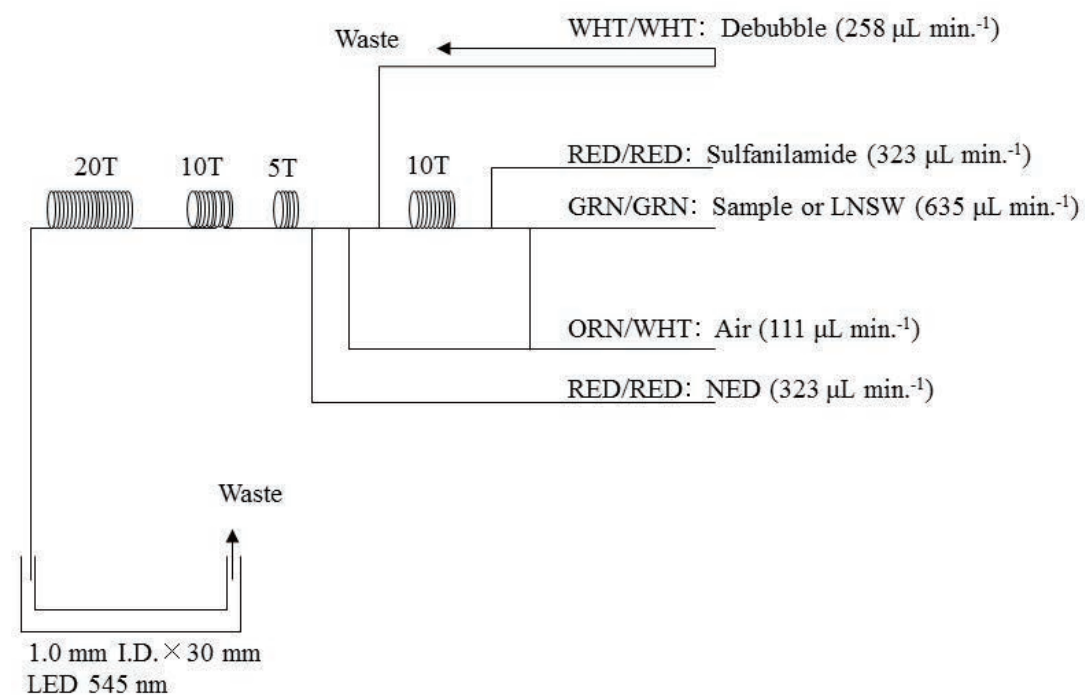 Waste
WHT/WHT: Debubble (258 μL min.⁻¹)
20T
10T
5T
10T
RED/RED: Sulfanilamide (323 μL min.⁻¹)
GRN/GRN: Sample or LNSW (635 μL min.⁻¹)
ORN/WHT: Air (111 μL min.⁻¹)
RED/RED: NED (323 μL min.⁻¹)
Waste
1.0 mm I.D.×30 mm
LED 545 nm